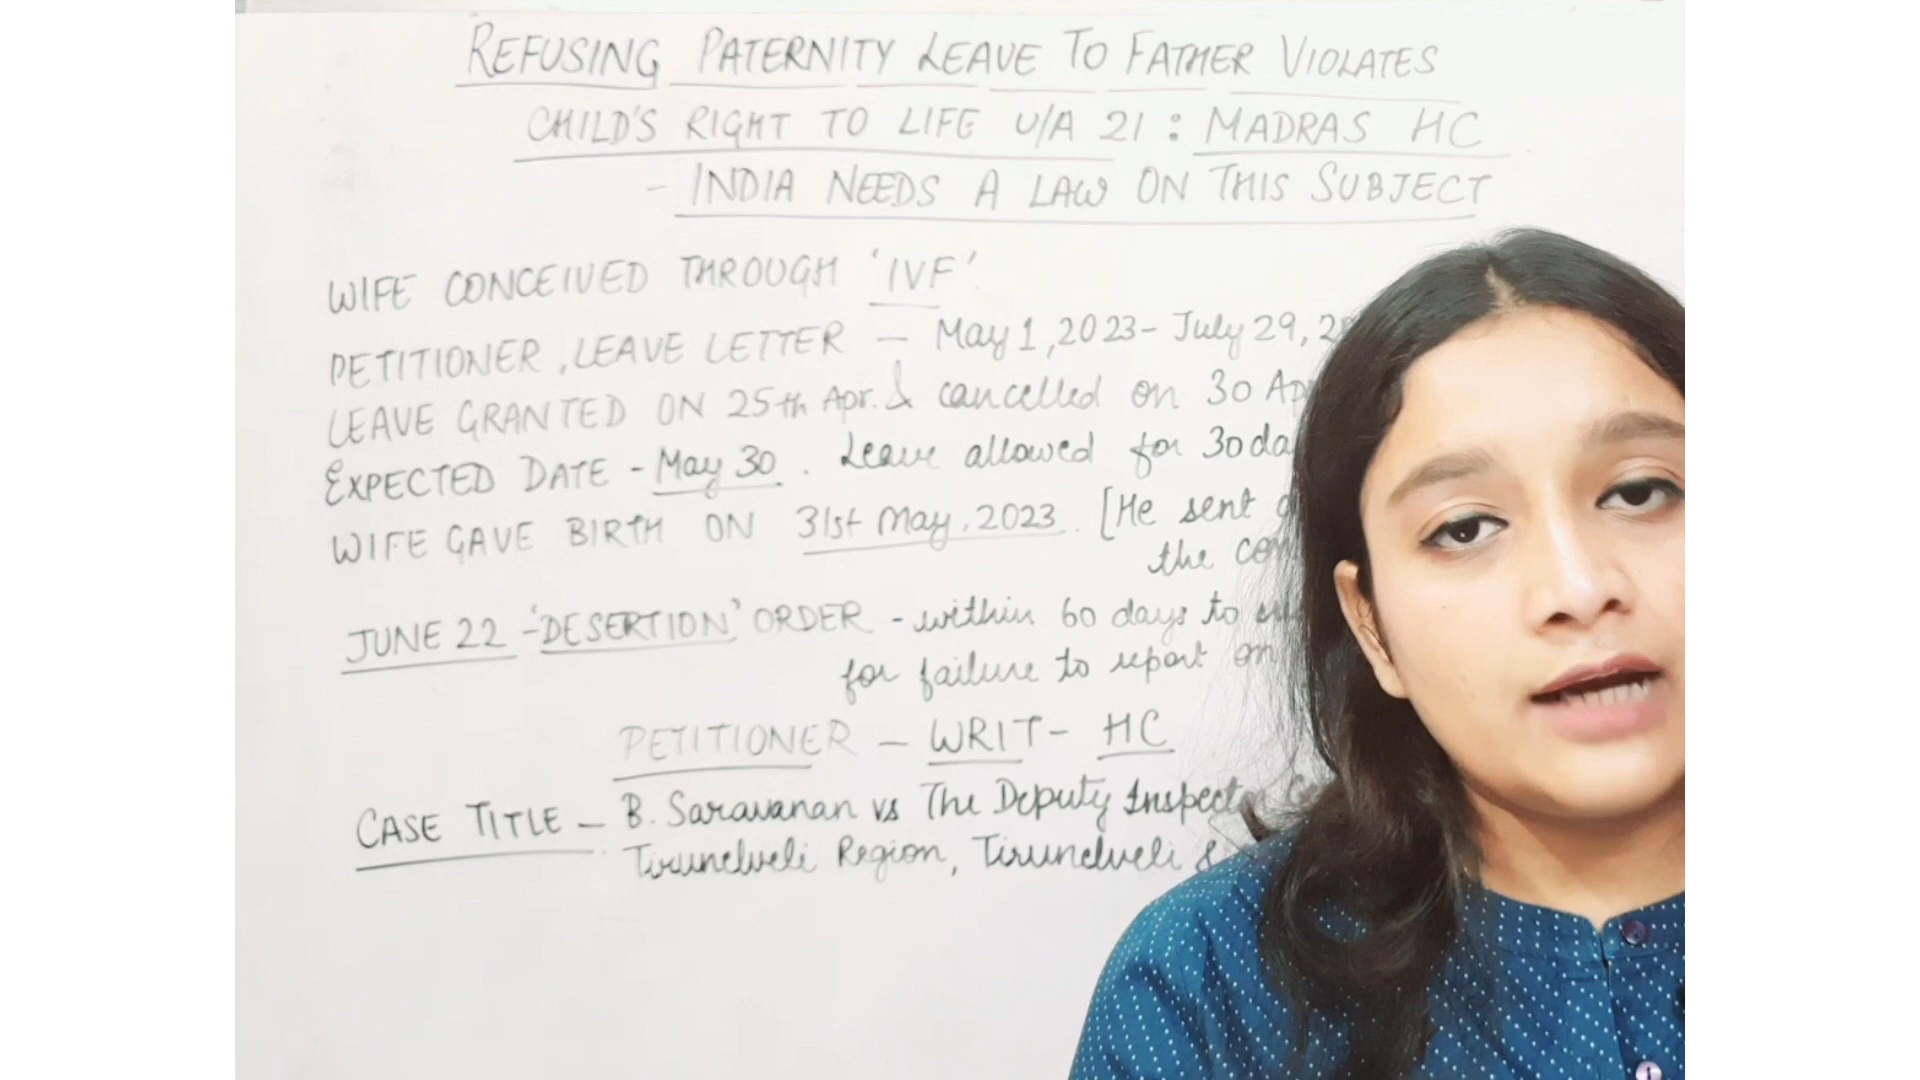 REFUSING PATERNITY LEAVE TO FATHER VIOLATES
CHILD'S RIGHT TO LIFE U/A 21 : MADRAS HC
- INDIA NEEDS A LAW ON THIS SUBJECT
WIFE CONCEIVED THROUGH 'IVF'.
PETITIONER, LEAVE LETTER - May 1, 2023 - July 29,
LEAVE GRANTED ON 25th Apr. & cancelled on 30
EXPECTED DATE - May 30. Leave allowed for 30
WIFE GAVE BIRTH ON 31st May, 2023. [He sent
the
JUNE 22 - 'DESERTION' ORDER - within 60 days to
for failure to report on
PETITIONER - WRIT - HC
CASE TITLE - B. Saravanan vs The Deputy
Tirunelveli Region, Tirunelveli &